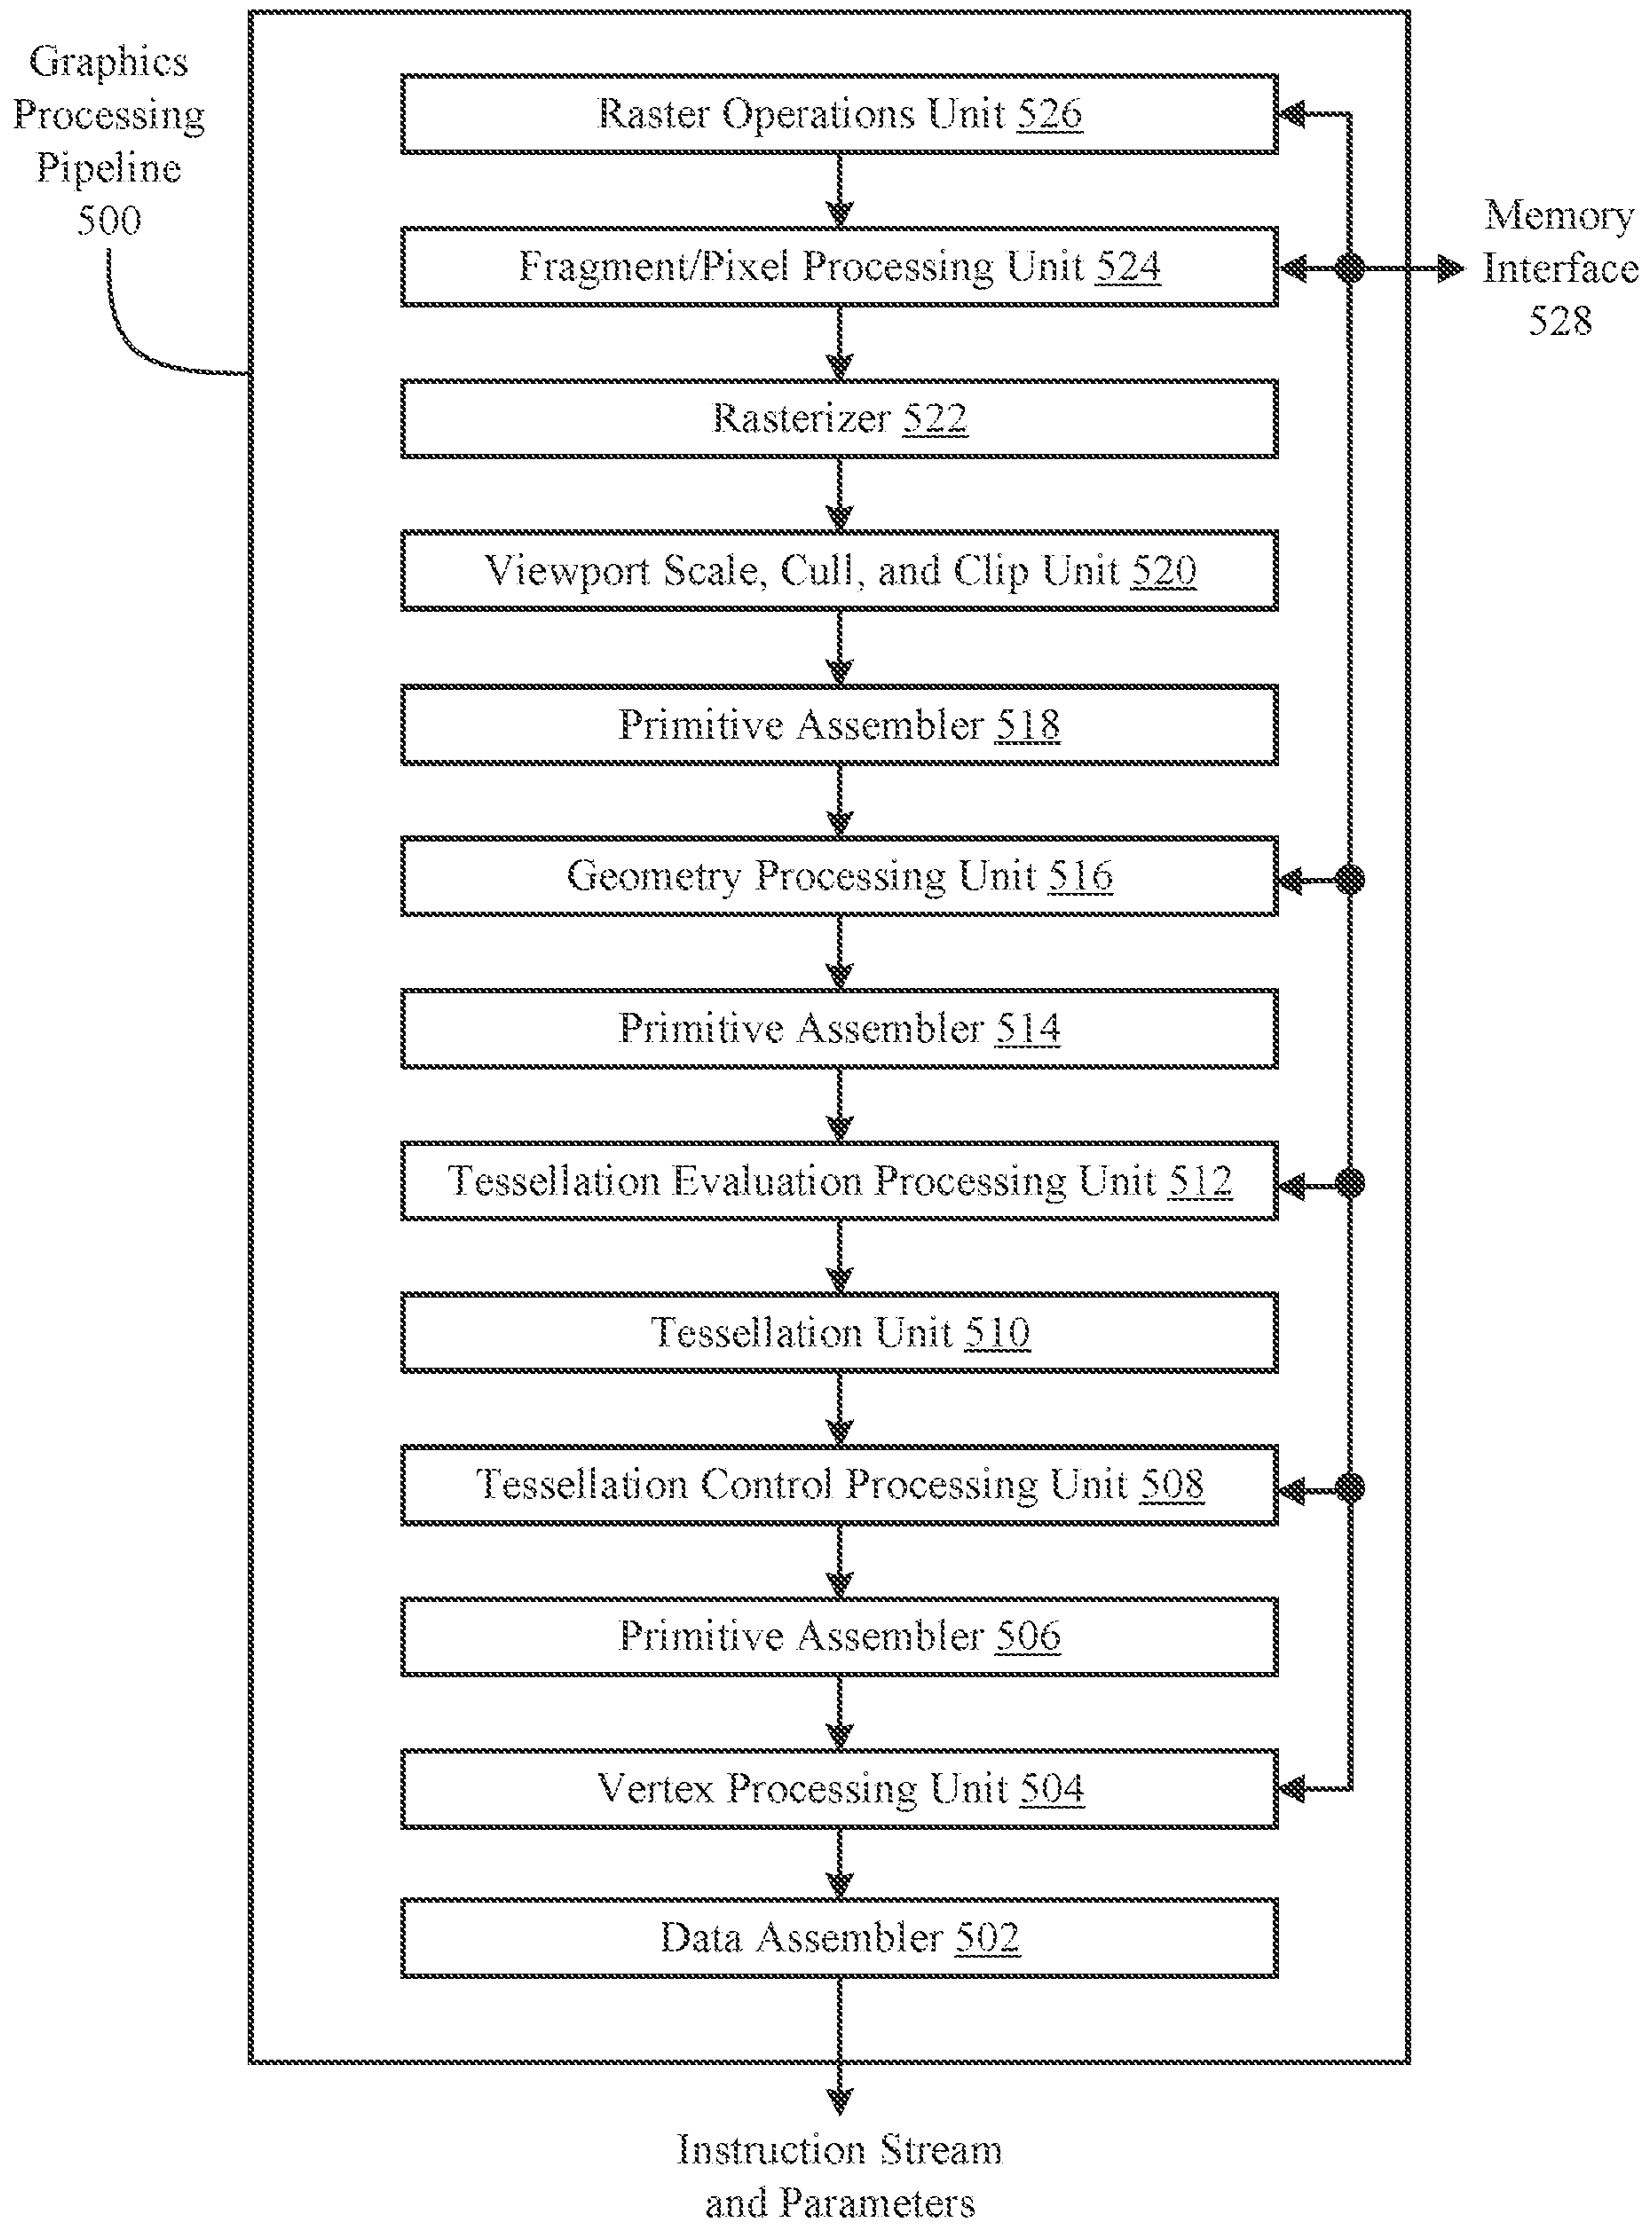 Graphics
Processing
Pipeline
500
Raster Operations Unit 526
Fragment/Pixel Processing Unit 524
Memory
Interface
528
Rasterizer 522
Viewport Scale, Cull, and Clip Unit 520
Primitive Assembler 518
Geometry Processing Unit 516
Primitive Assembler 514
Tessellation Evaluation Processing Unit 512
Tessellation Unit 510
Tessellation Control Processing Unit 508
Primitive Assembler 506
Vertex Processing Unit 504
Data Assembler 502
Instruction Stream
and Parameters